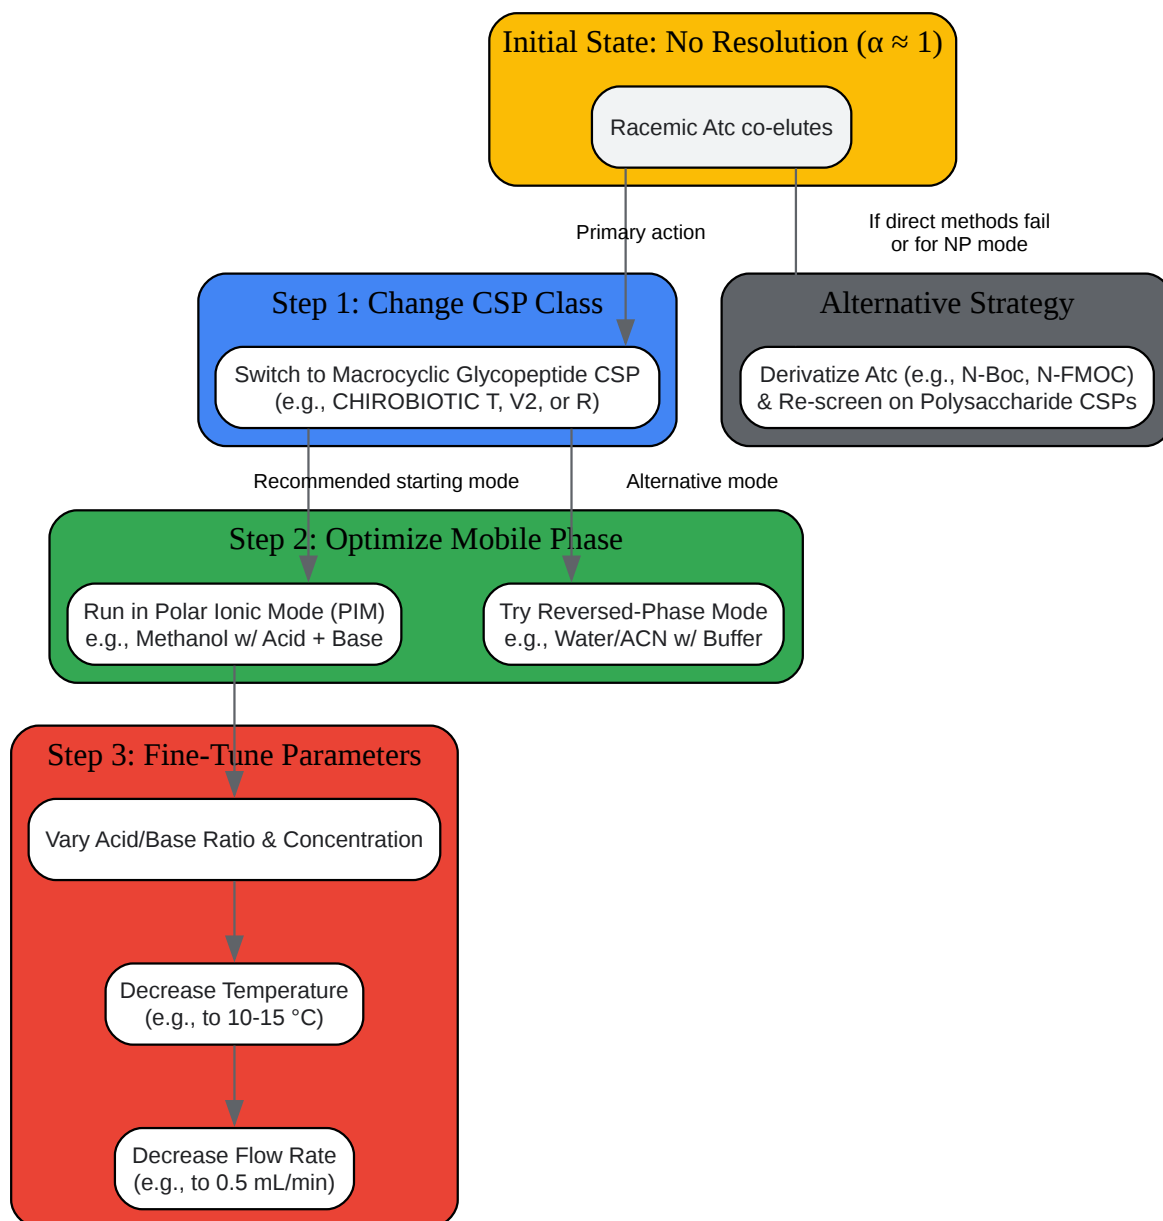 Initial State: No Resolution (α ≈ 1)
Racemic Atc co-elutes
Primary action
If direct methods fail
or for NP mode
Step 1: Change CSP Class
Switch to Macrocyclic Glycopeptide CSP
(e.g., CHIROBIOTIC T, V2, or R)
Alternative Strategy
Derivatize Atc (e.g., N-Boc, N-FMOC)
& Re-screen on Polysaccharide CSPs
Recommended starting mode
Alternative mode
Step 2: Optimize Mobile Phase
Run in Polar Ionic Mode (PIM)
e.g., Methanol w/ Acid + Base
Try Reversed-Phase Mode
e.g., Water/ACN w/ Buffer
Step 3: Fine-Tune Parameters
Vary Acid/Base Ratio & Concentration
Decrease Temperature
(e.g., to 10-15 °C)
Decrease Flow Rate
(e.g., to 0.5 mL/min)